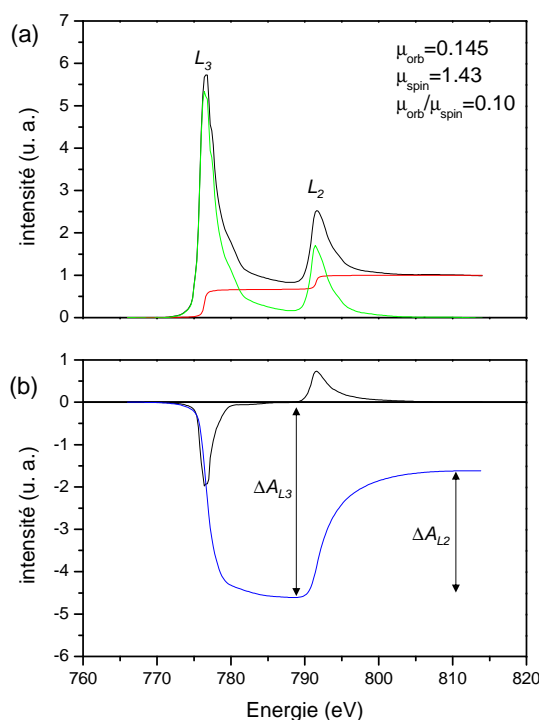 (a)
intensité (u. a.)
7
6
5
4
3
2
1
0
L3
L2
μorb=0.145
μspin=1.43
μorb/μspin=0.10
(b)
intensité (u. a.)
1
0
-1
-2
-3
-4
-5
-6
ΔAL3
ΔAL2
760 770 780 790 800 810 820
Energie (eV)